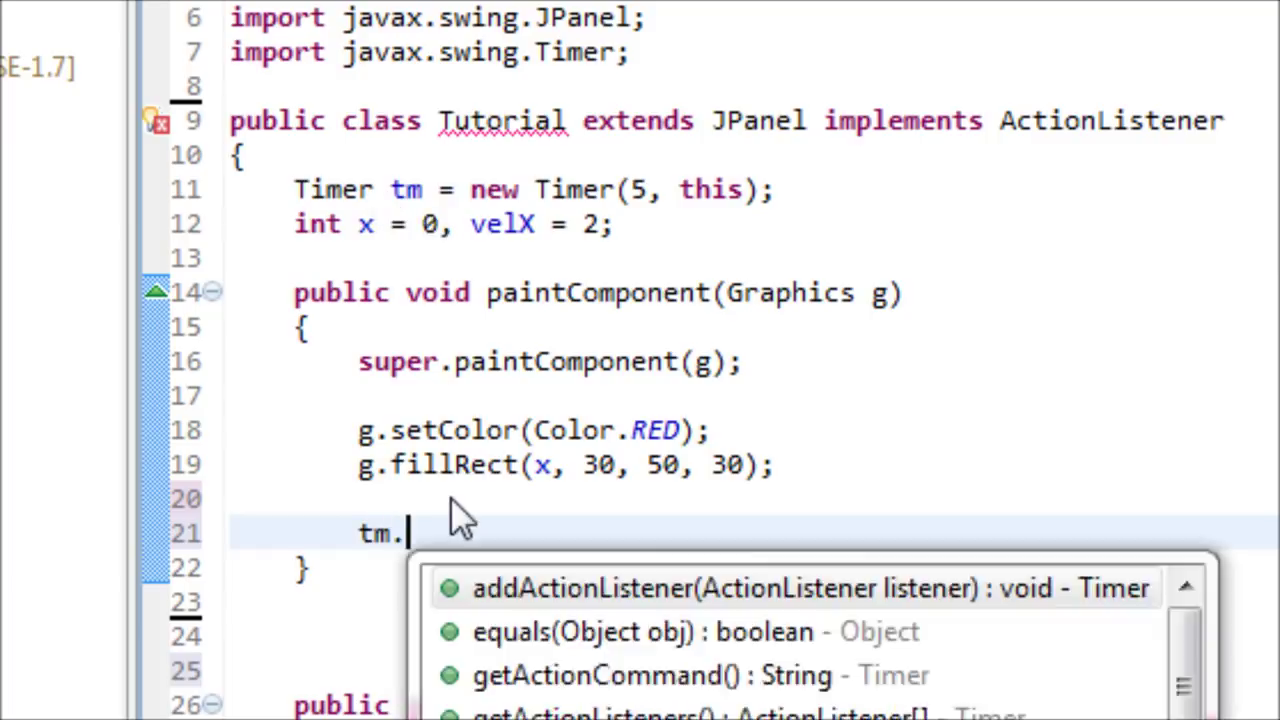 6 import javax.swing.JPanel;
7 import javax.swing.Timer;
SE-1.7]
8
9 public class Tutorial extends JPanel implements ActionListener
10 {
11 Timer tm = new Timer(5, this);
12 int x = 0, velX = 2;
13
14 public void paintComponent(Graphics g)
15 {
16 super.paintComponent(g);
17
18 g.setColor(Color.RED);
19 g.fillRect(x, 30, 50, 30);
20
21 tm.
22 }
addActionListener(ActionListener listener) : void - Timer
23
24
equals(Object obj) : boolean - Object
25
getActionCommand() : String - Timer
26 public
getActionListeners() : ActionListener[] - Timer